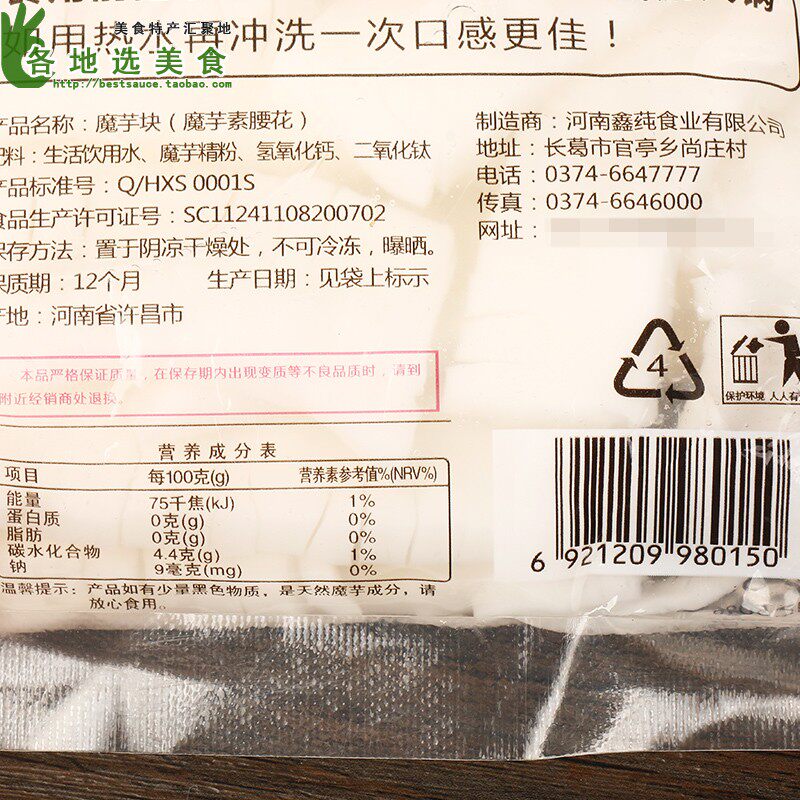 美食特产汇聚地
如用热水再冲洗一次口感更佳！
各地选美食
http://bestsauce.taobao.com/
产品名称：魔芋块（魔芋素腰花）
配料：生活饮用水、魔芋精粉、氢氧化钙、二氧化钛
产品标准号：Q/HXS 0001S
食品生产许可证号：SC11241108200702
保存方法：置于阴凉干燥处，不可冷冻，曝晒。
保质期：12个月 生产日期：见袋上标示
产地：河南省许昌市
制造商：河南鑫莼食业有限公司
地址：长葛市官亭乡尚庄村
电话：0374-6647777
传真：0374-6646000
网址：
本品严格保证质量，在保存期内出现变质等不良品质时，请到
附近经销商处退换。
4
保护环境 人人有
营养成分表
项目 每100克(g) 营养素参考值%(NRV%)
能量 75千焦(kJ) 1%
蛋白质 0克(g) 0%
脂肪 0克(g) 0%
碳水化合物 4.4克(g) 1%
钠 9毫克(mg) 0%
温馨提示：产品如有少量黑色物质，是天然魔芋成分，请
放心食用。
6 921209 980150